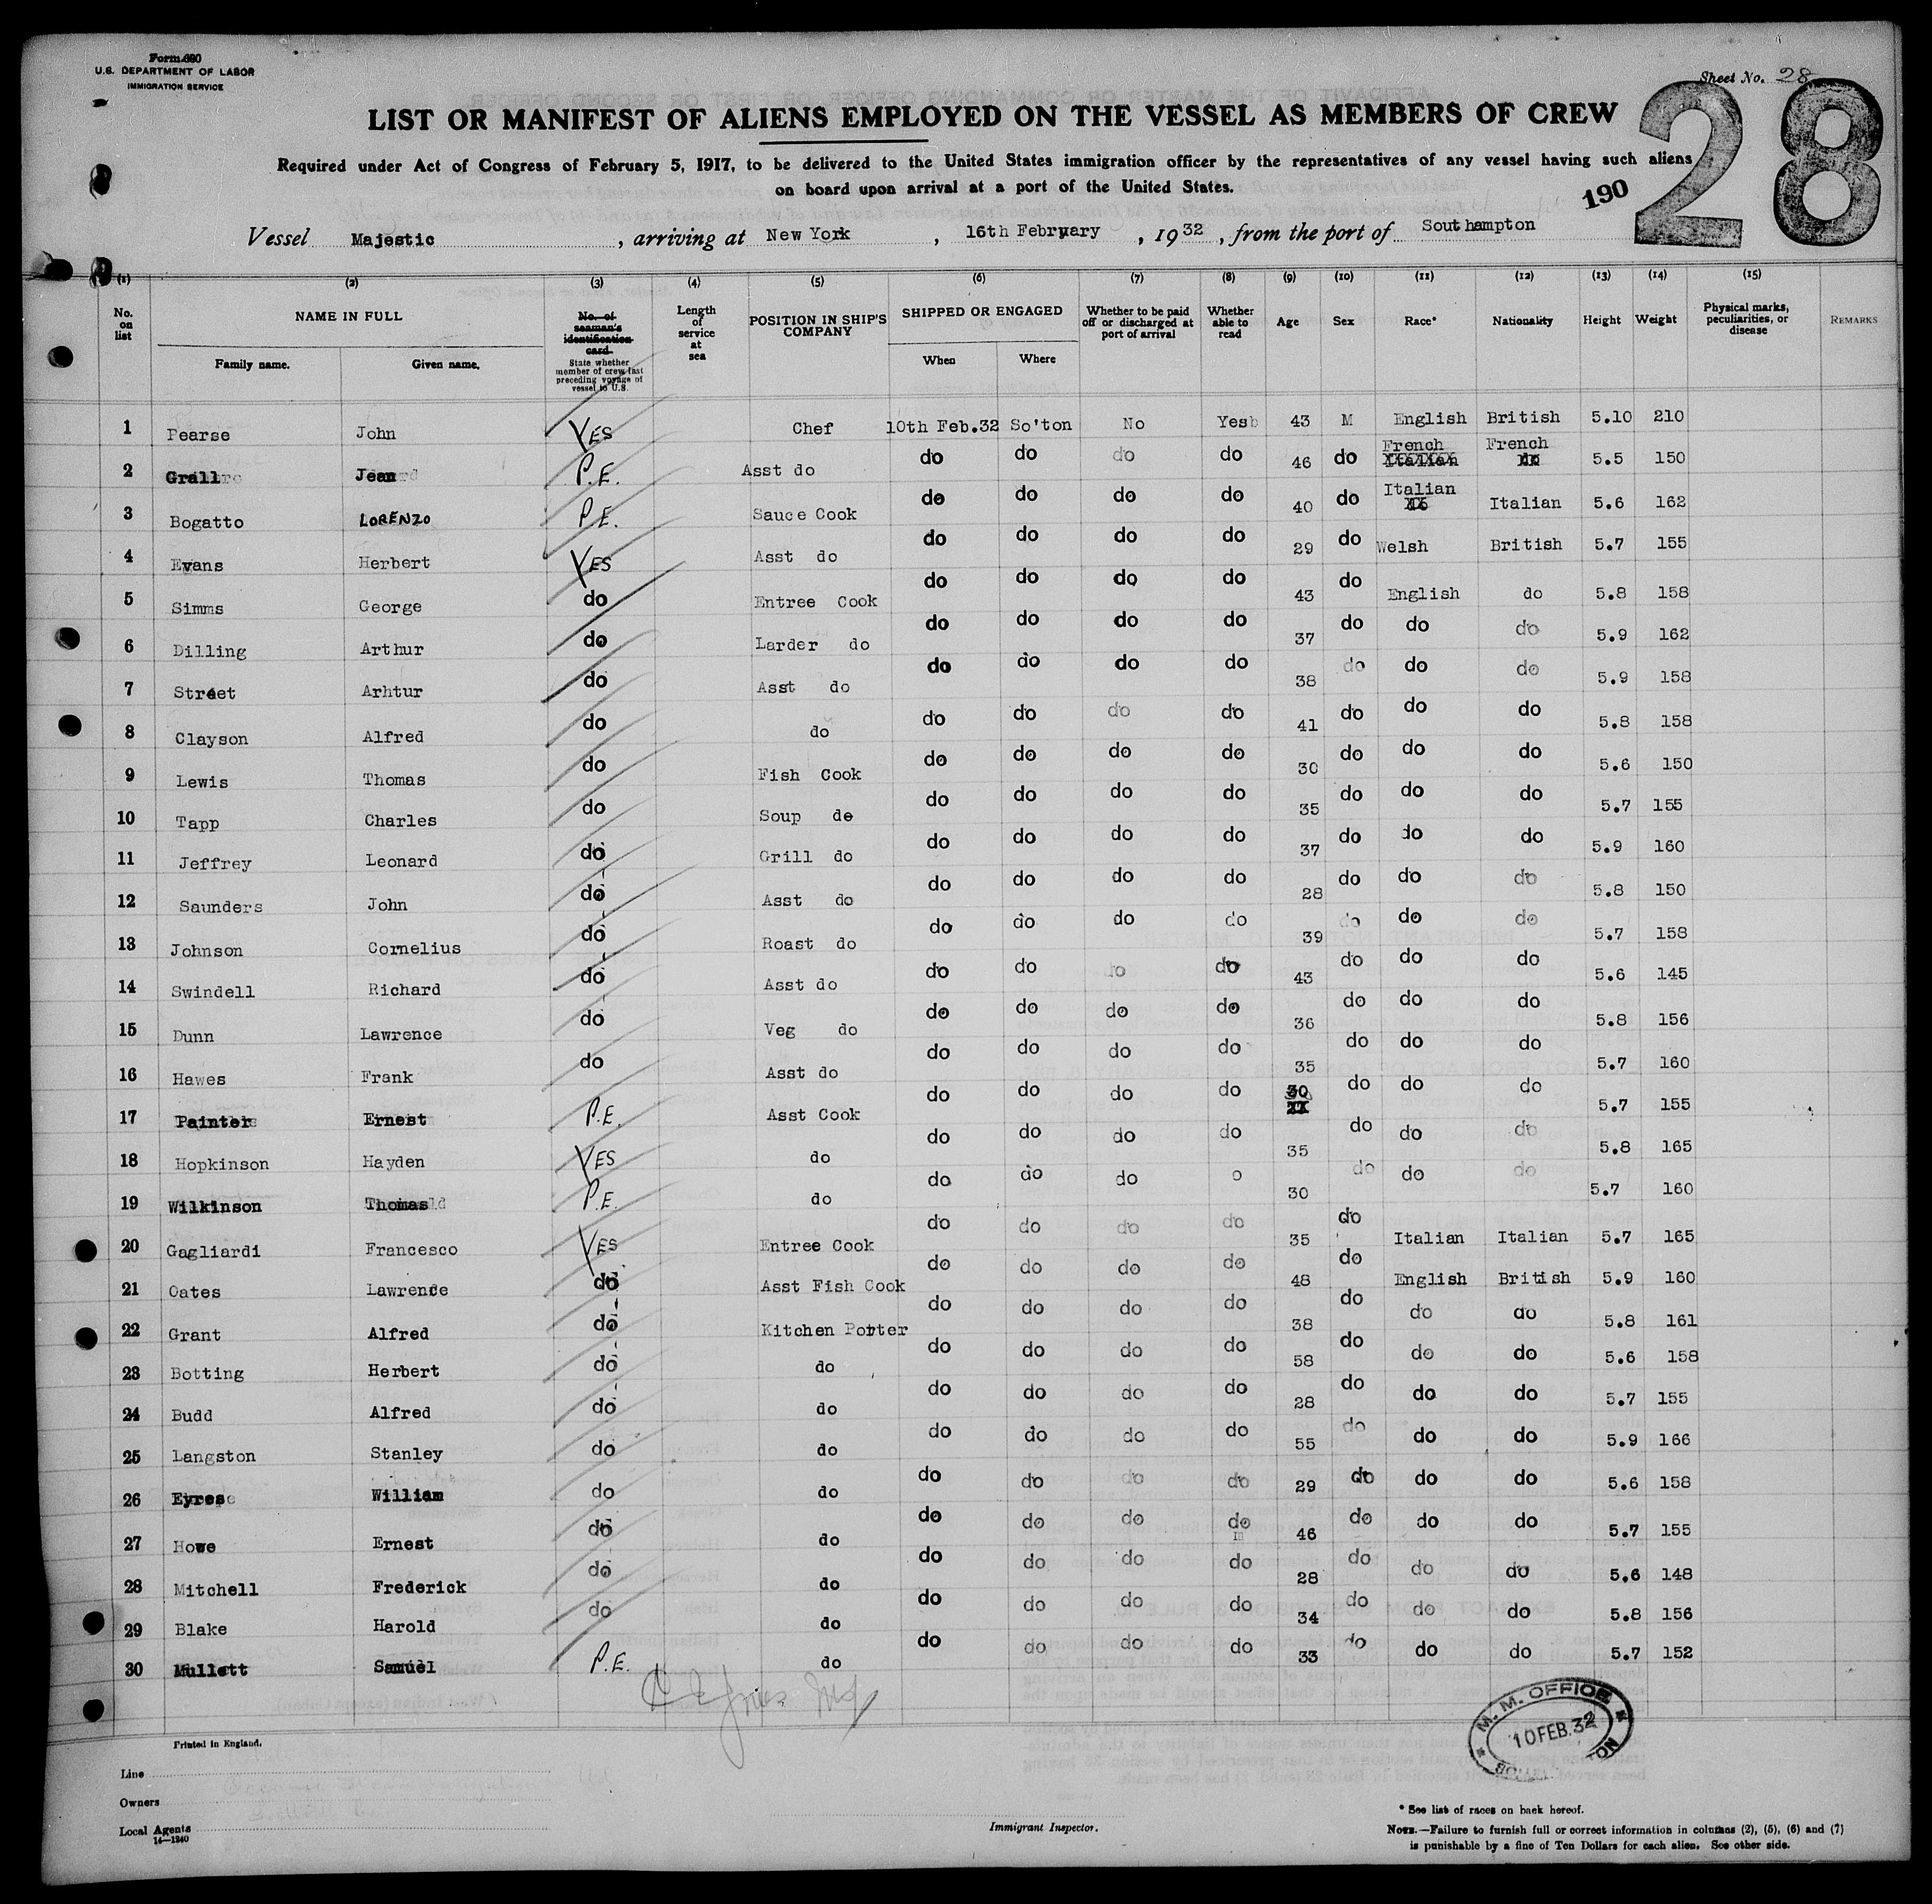 Form 680
U.S. DEPARTMENT OF LABOR
IMMIGRATION SERVICE
Sheet No. 28
28
LIST OR MANIFEST OF ALIENS EMPLOYED ON THE VESSEL AS MEMBERS OF CREW
Required under Act of Congress of February 5, 1917, to be delivered to the United States immigration officer by the representatives of any vessel having such aliens
on board upon arrival at a port of the United States.
190
Vessel Majestic, arriving at New York, 16th February, 1932, from the port of Southampton
(1) (2) (3) (4) (5) (6) (7) (8) (9) (10) (11) (12) (13) (14) (15)
No. on list NAME IN FULL Family name. Given name. No. of seaman's identification card. State whether member of crew last preceding voyage of vessel to U.S. Length of service at sea POSITION IN SHIP'S COMPANY SHIPPED OR ENGAGED When Where Whether to be paid off or discharged at port of arrival Whether able to read Age Sex Race* Nationality Height Weight Physical marks, peculiarities, or disease REMARKS
1 Pearse John YES Chef 10th Feb.32 So'ton No Yes 43 M English British 5.10 210
2 Grall Jean P.E. Asst do do do do do 46 do French Italian French do 5.5 150
3 Bogatto LORENZO P.E. Sauce Cook do do do do 40 do Italian do Italian 5.6 162
4 Evans Herbert YES Asst do do do do do 29 do Welsh British 5.7 155
5 Simms George do Entree Cook do do do do 43 do English do 5.8 158
6 Dilling Arthur do Larder do do do do do 37 do do do 5.9 162
7 Street Arhtur do Asst do do do do do 38 do do do 5.9 158
8 Clayson Alfred do do do do do do 41 do do do 5.8 158
9 Lewis Thomas do Fish Cook do do do do 30 do do do 5.6 150
10 Tapp Charles do Soup do do do do do 35 do do do 5.7 155
11 Jeffrey Leonard do Grill do do do do do 37 do do do 5.9 160
12 Saunders John do Asst do do do do do 28 do do do 5.8 150
13 Johnson Cornelius do Roast do do do do do 39 do do do 5.7 158
14 Swindell Richard do Asst do do do do do 43 do do do 5.6 145
15 Dunn Lawrence do Veg do do do do do 36 do do do 5.8 156
16 Hawes Frank do Asst do do do do do 35 do do do 5.7 160
17 Painter Ernest P.E. Asst Cook do do do do 30 do do do 5.7 155
18 Hopkinson Hayden YES do do do do do 35 do do do 5.8 165
19 Wilkinson Thomas P.E. do do do do o 30 do do do 5.7 160
20 Gagliardi Francesco YES Entree Cook do do do do 35 do Italian Italian 5.7 165
21 Oates Lawrence do Asst Fish Cook do do do do 48 do English British 5.9 160
22 Grant Alfred do Kitchen Porter do do do do 38 do do do 5.8 161
23 Botting Herbert do do do do do do 58 do do do 5.6 158
24 Budd Alfred do do do do do do 28 do do do 5.7 155
25 Langston Stanley do do do do do do 55 do do do 5.9 166
26 Eyres William do do do do do do 29 do do do 5.6 158
27 Howe Ernest do do do do do do 46 do do do 5.7 155
28 Mitchell Frederick do do do do do do 28 do do do 5.6 148
29 Blake Harold do do do do do do 34 do do do 5.8 156
30 Mullett Samuel P.E. do do do do do 33 do do do 5.7 152
M. M. OFFICE
10 FEB. 32
Printed in England.
Line
Owners
Local Agents
14—1240
Immigrant Inspector.
* See list of races on back hereof.
NOTE.—Failure to furnish full or correct information in columns (2), (5), (6) and (7)
is punishable by a fine of Ten Dollars for each alien. See other side.